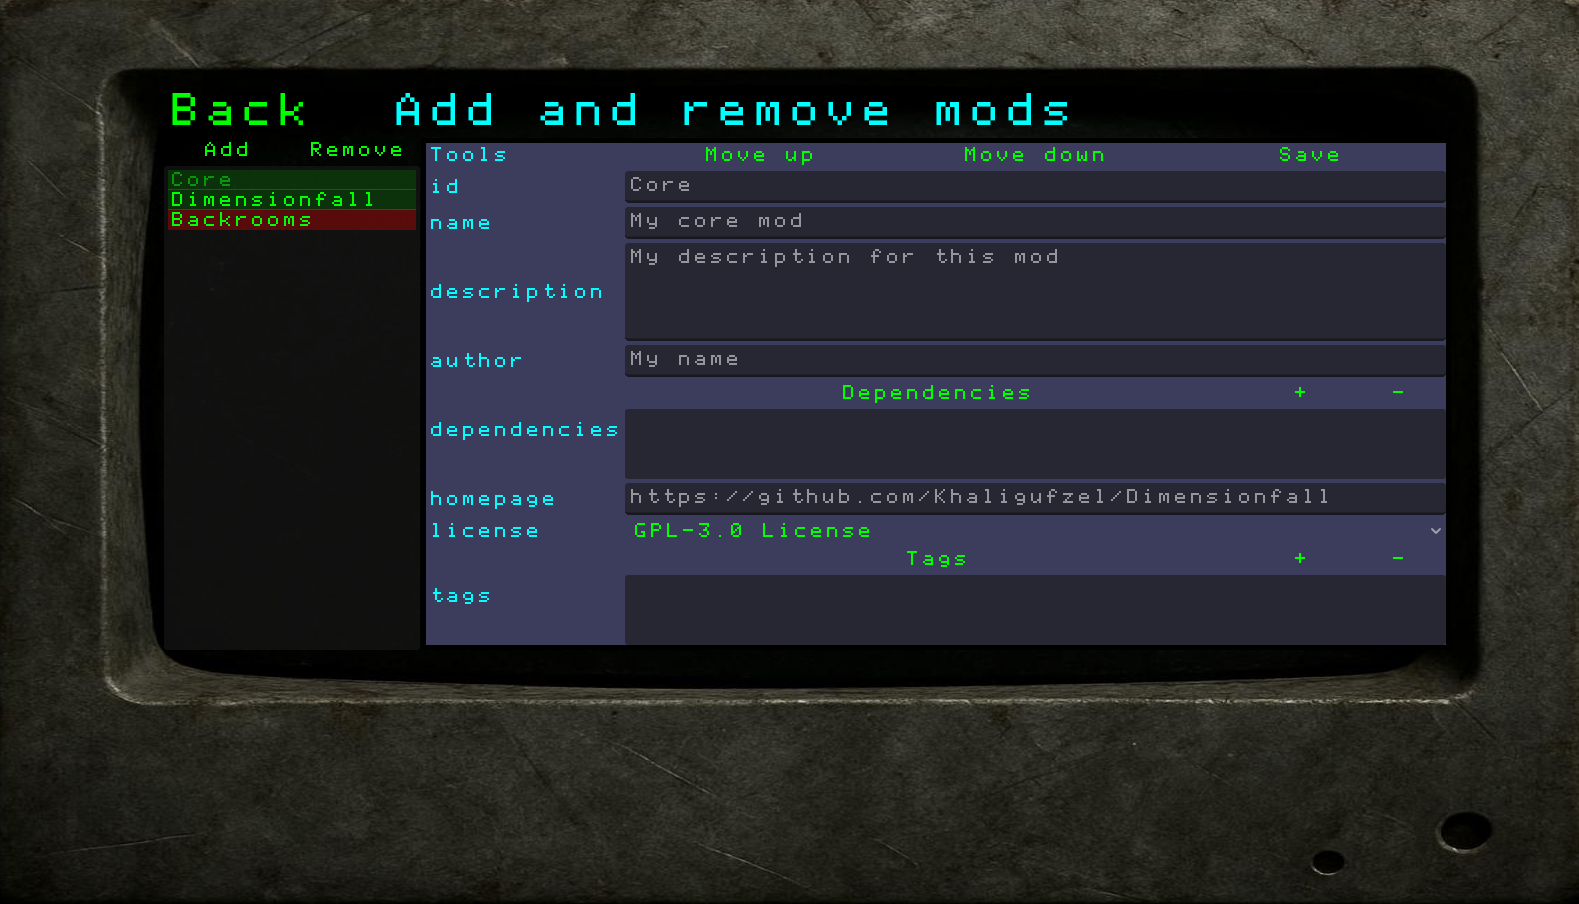 Back Add and remove mods
Add Remove
Core
Dimensionfall
Backrooms
Tools Move up Move down Save
id Core
name My core mod
description My description for this mod
author My name
Dependencies + -
dependencies
homepage https://github.com/Khaligufzel/Dimensionfall
license GPL-3.0 License
Tags + -
tags